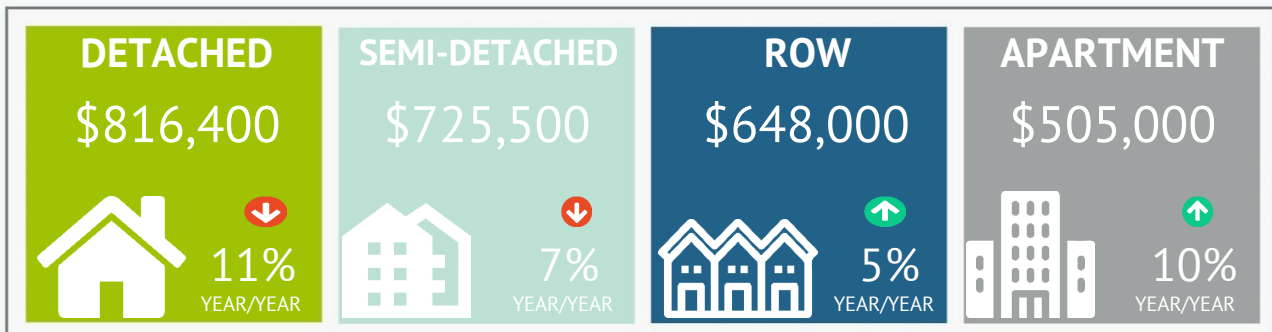 DETACHED
$816,400
11%
YEAR/YEAR
SEMI-DETACHED
$725,500
7%
YEAR/YEAR
ROW
$648,000
5%
YEAR/YEAR
APARTMENT
$505,000
10%
YEAR/YEAR